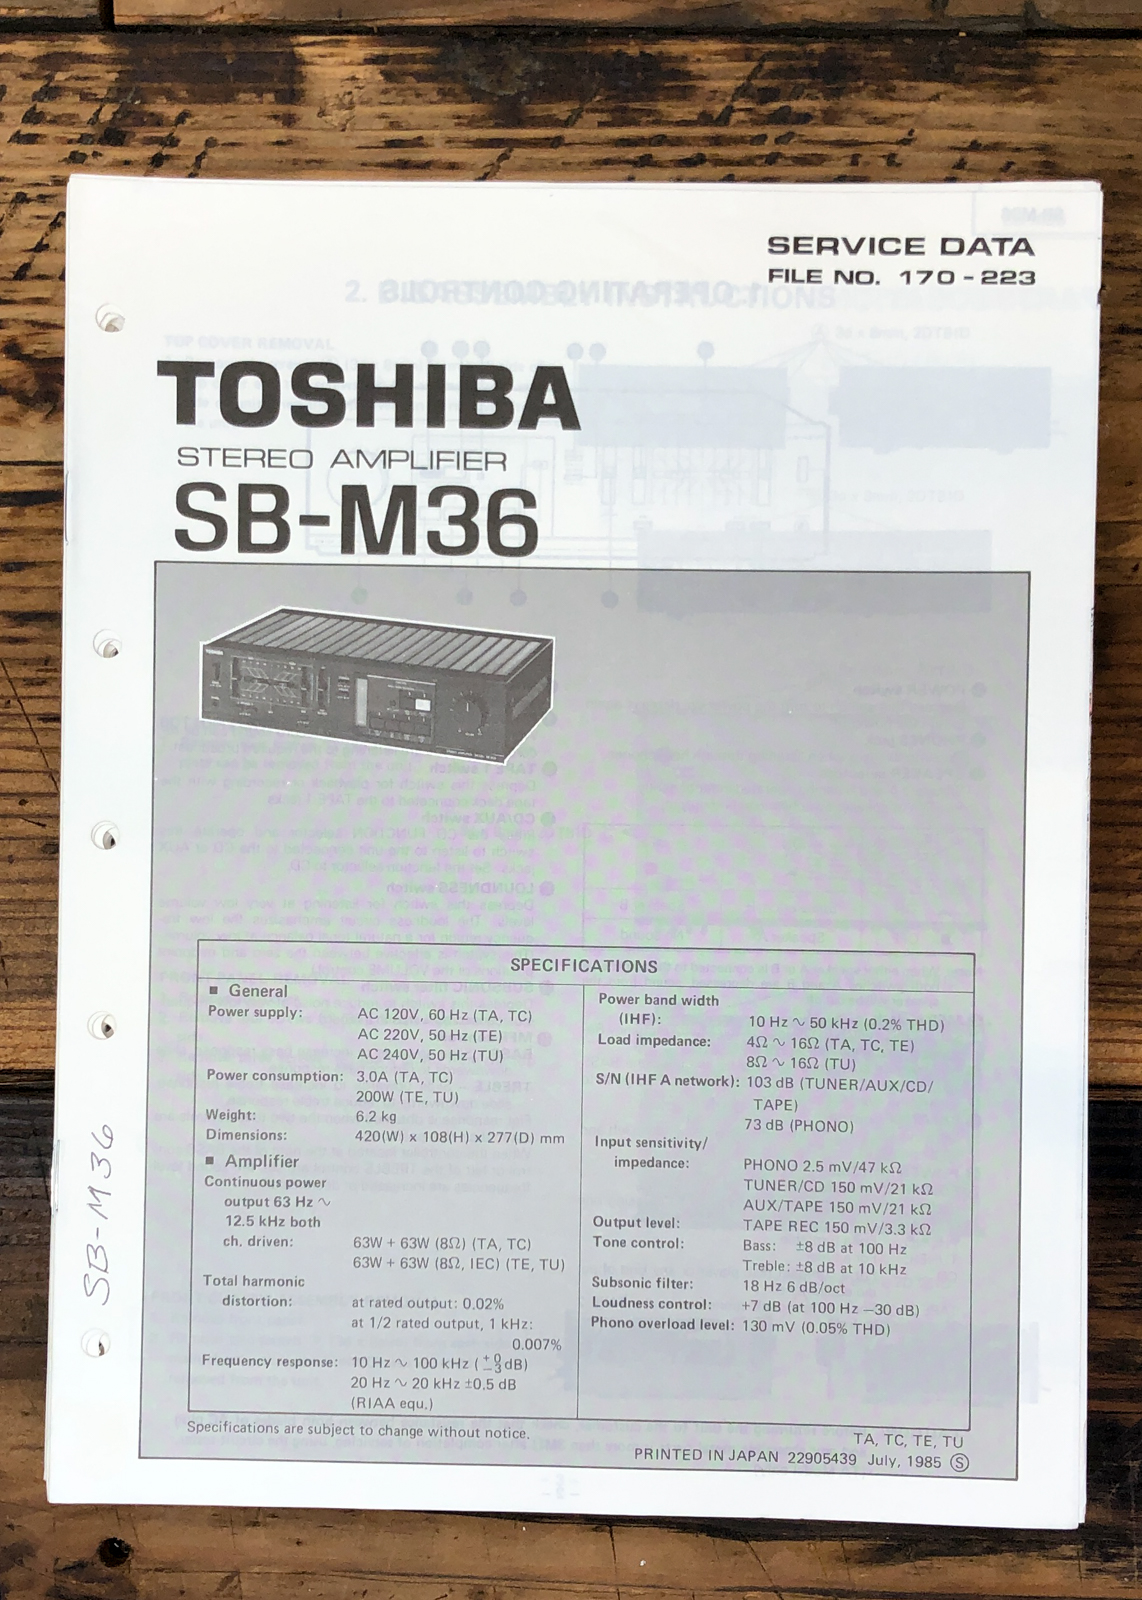 SERVICE DATA
FILE NO. 170-223
TOSHIBA
STEREO AMPLIFIER
SB-M36
TOSHIBA
SPECIFICATIONS
■ General
Power supply: AC 120V, 60 Hz (TA, TC)
AC 220V, 50 Hz (TE)
AC 240V, 50 Hz (TU)
Power consumption: 3.0A (TA, TC)
200W (TE, TU)
Weight: 6.2 kg
Dimensions: 420(W) x 108(H) x 277(D) mm
■ Amplifier
Continuous power
output 63 Hz ∿
12.5 kHz both
ch. driven: 63W + 63W (8Ω) (TA, TC)
63W + 63W (8Ω, IEC) (TE, TU)
Total harmonic
distortion: at rated output: 0.02%
at 1/2 rated output, 1 kHz:
0.007%
Frequency response: 10 Hz ∿ 100 kHz (+0 −3 dB)
20 Hz ∿ 20 kHz ±0.5 dB
(RIAA equ.)
Power band width
(IHF): 10 Hz ∿ 50 kHz (0.2% THD)
Load impedance: 4Ω ∿ 16Ω (TA, TC, TE)
8Ω ∿ 16Ω (TU)
S/N (IHF A network): 103 dB (TUNER/AUX/CD/
TAPE)
73 dB (PHONO)
Input sensitivity/
impedance: PHONO 2.5 mV/47 kΩ
TUNER/CD 150 mV/21 kΩ
AUX/TAPE 150 mV/21 kΩ
Output level: TAPE REC 150 mV/3.3 kΩ
Tone control: Bass: ±8 dB at 100 Hz
Treble: ±8 dB at 10 kHz
Subsonic filter: 18 Hz 6 dB/oct
Loudness control: +7 dB (at 100 Hz −30 dB)
Phono overload level: 130 mV (0.05% THD)
Specifications are subject to change without notice.
TA, TC, TE, TU
PRINTED IN JAPAN 22905439 July, 1985 Ⓢ
SB-M36